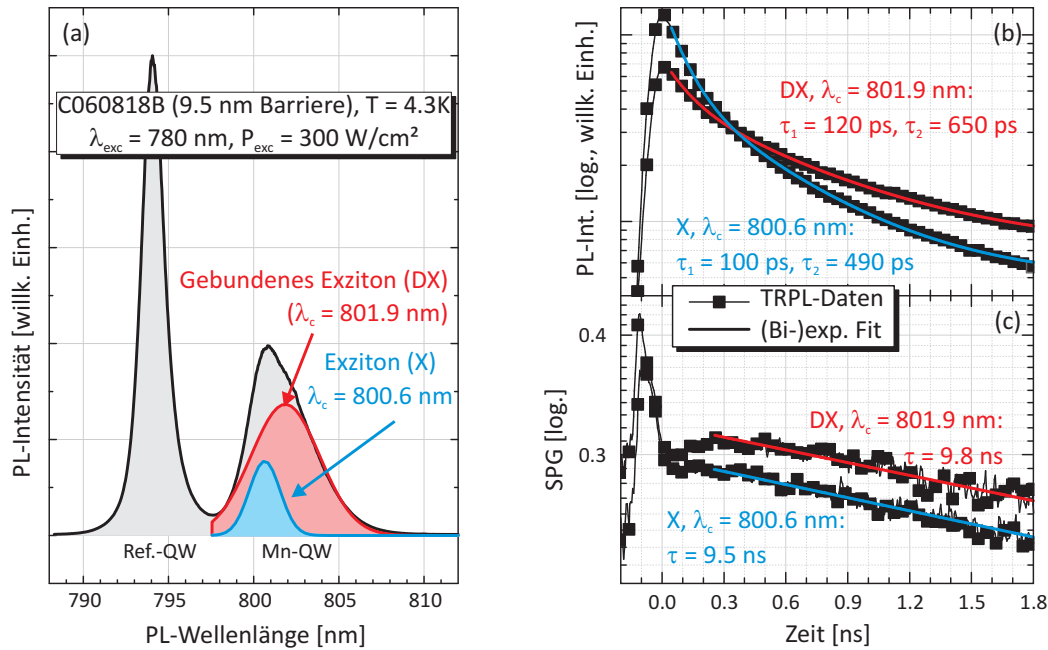 (a)
C060818B (9.5 nm Barriere), T = 4.3K
λexc = 780 nm, Pexc = 300 W/cm²
Gebundenes Exziton (DX)
(λc = 801.9 nm)
Exziton (X)
λc = 800.6 nm
Ref.-QW
Mn-QW
PL-Intensität [willk. Einh.]
790
795
800
805
810
PL-Wellenlänge [nm]
(b)
DX, λc = 801.9 nm:
τ1 = 120 ps, τ2 = 650 ps
X, λc = 800.6 nm:
τ1 = 100 ps, τ2 = 490 ps
PL-Int. [log., willk. Einh.]
TRPL-Daten
(Bi-)exp. Fit
(c)
0.4
0.3
SPG [log.]
DX, λc = 801.9 nm:
τ = 9.8 ns
X, λc = 800.6 nm:
τ = 9.5 ns
0.0
0.3
0.6
0.9
1.2
1.5
1.8
Zeit [ns]